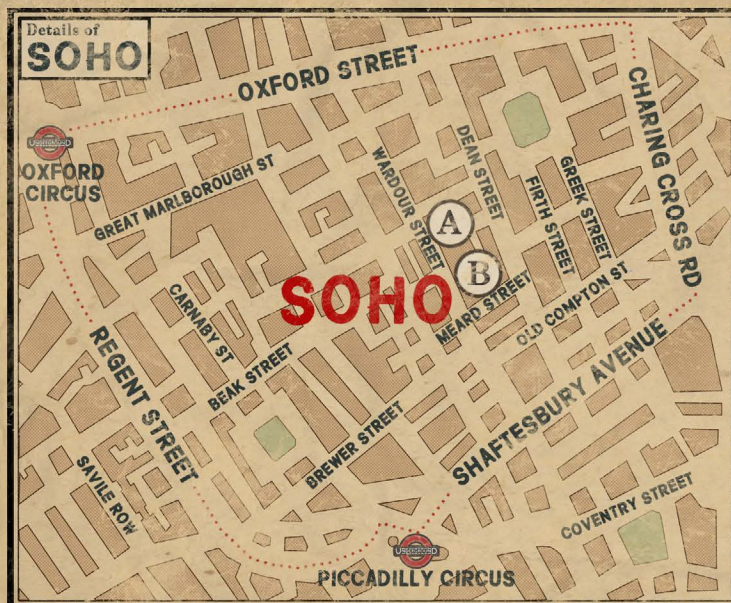 Details of
SOHO
OXFORD STREET
CHARING CROSS RD
UNDERGROUND
OXFORD
CIRCUS
GREAT MARLBOROUGH ST
WARDOUR STREET
DEAN STREET
FIRTH STREET
GREEK STREET
A
B
SOHO
MEARD STREET
OLD COMPTON ST
CARNABY ST
BEAK STREET
REGENT STREET
BREWER STREET
SHAFTESBURY AVENUE
SAVILE ROW
COVENTRY STREET
UNDERGROUND
PICCADILLY CIRCUS